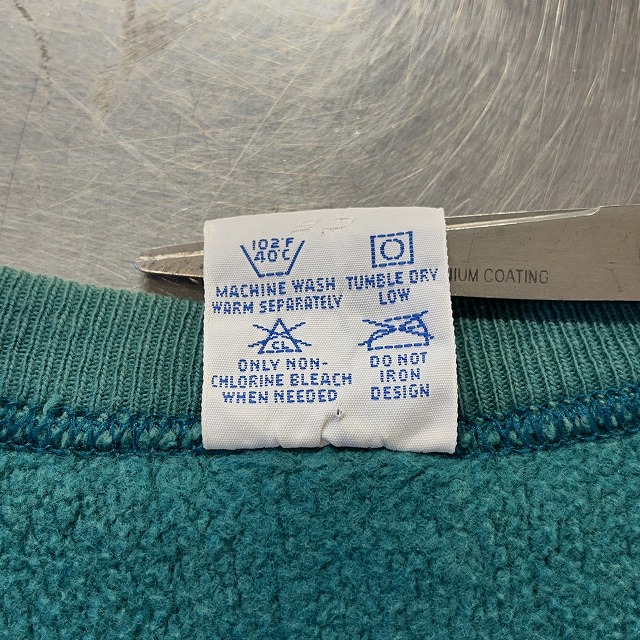 102°F
40°C
MACHINE WASH
WARM SEPARATELY
TUMBLE DRY
LOW
CL
ONLY NON-
CHLORINE BLEACH
WHEN NEEDED
DO NOT
IRON
DESIGN
IUM COATING